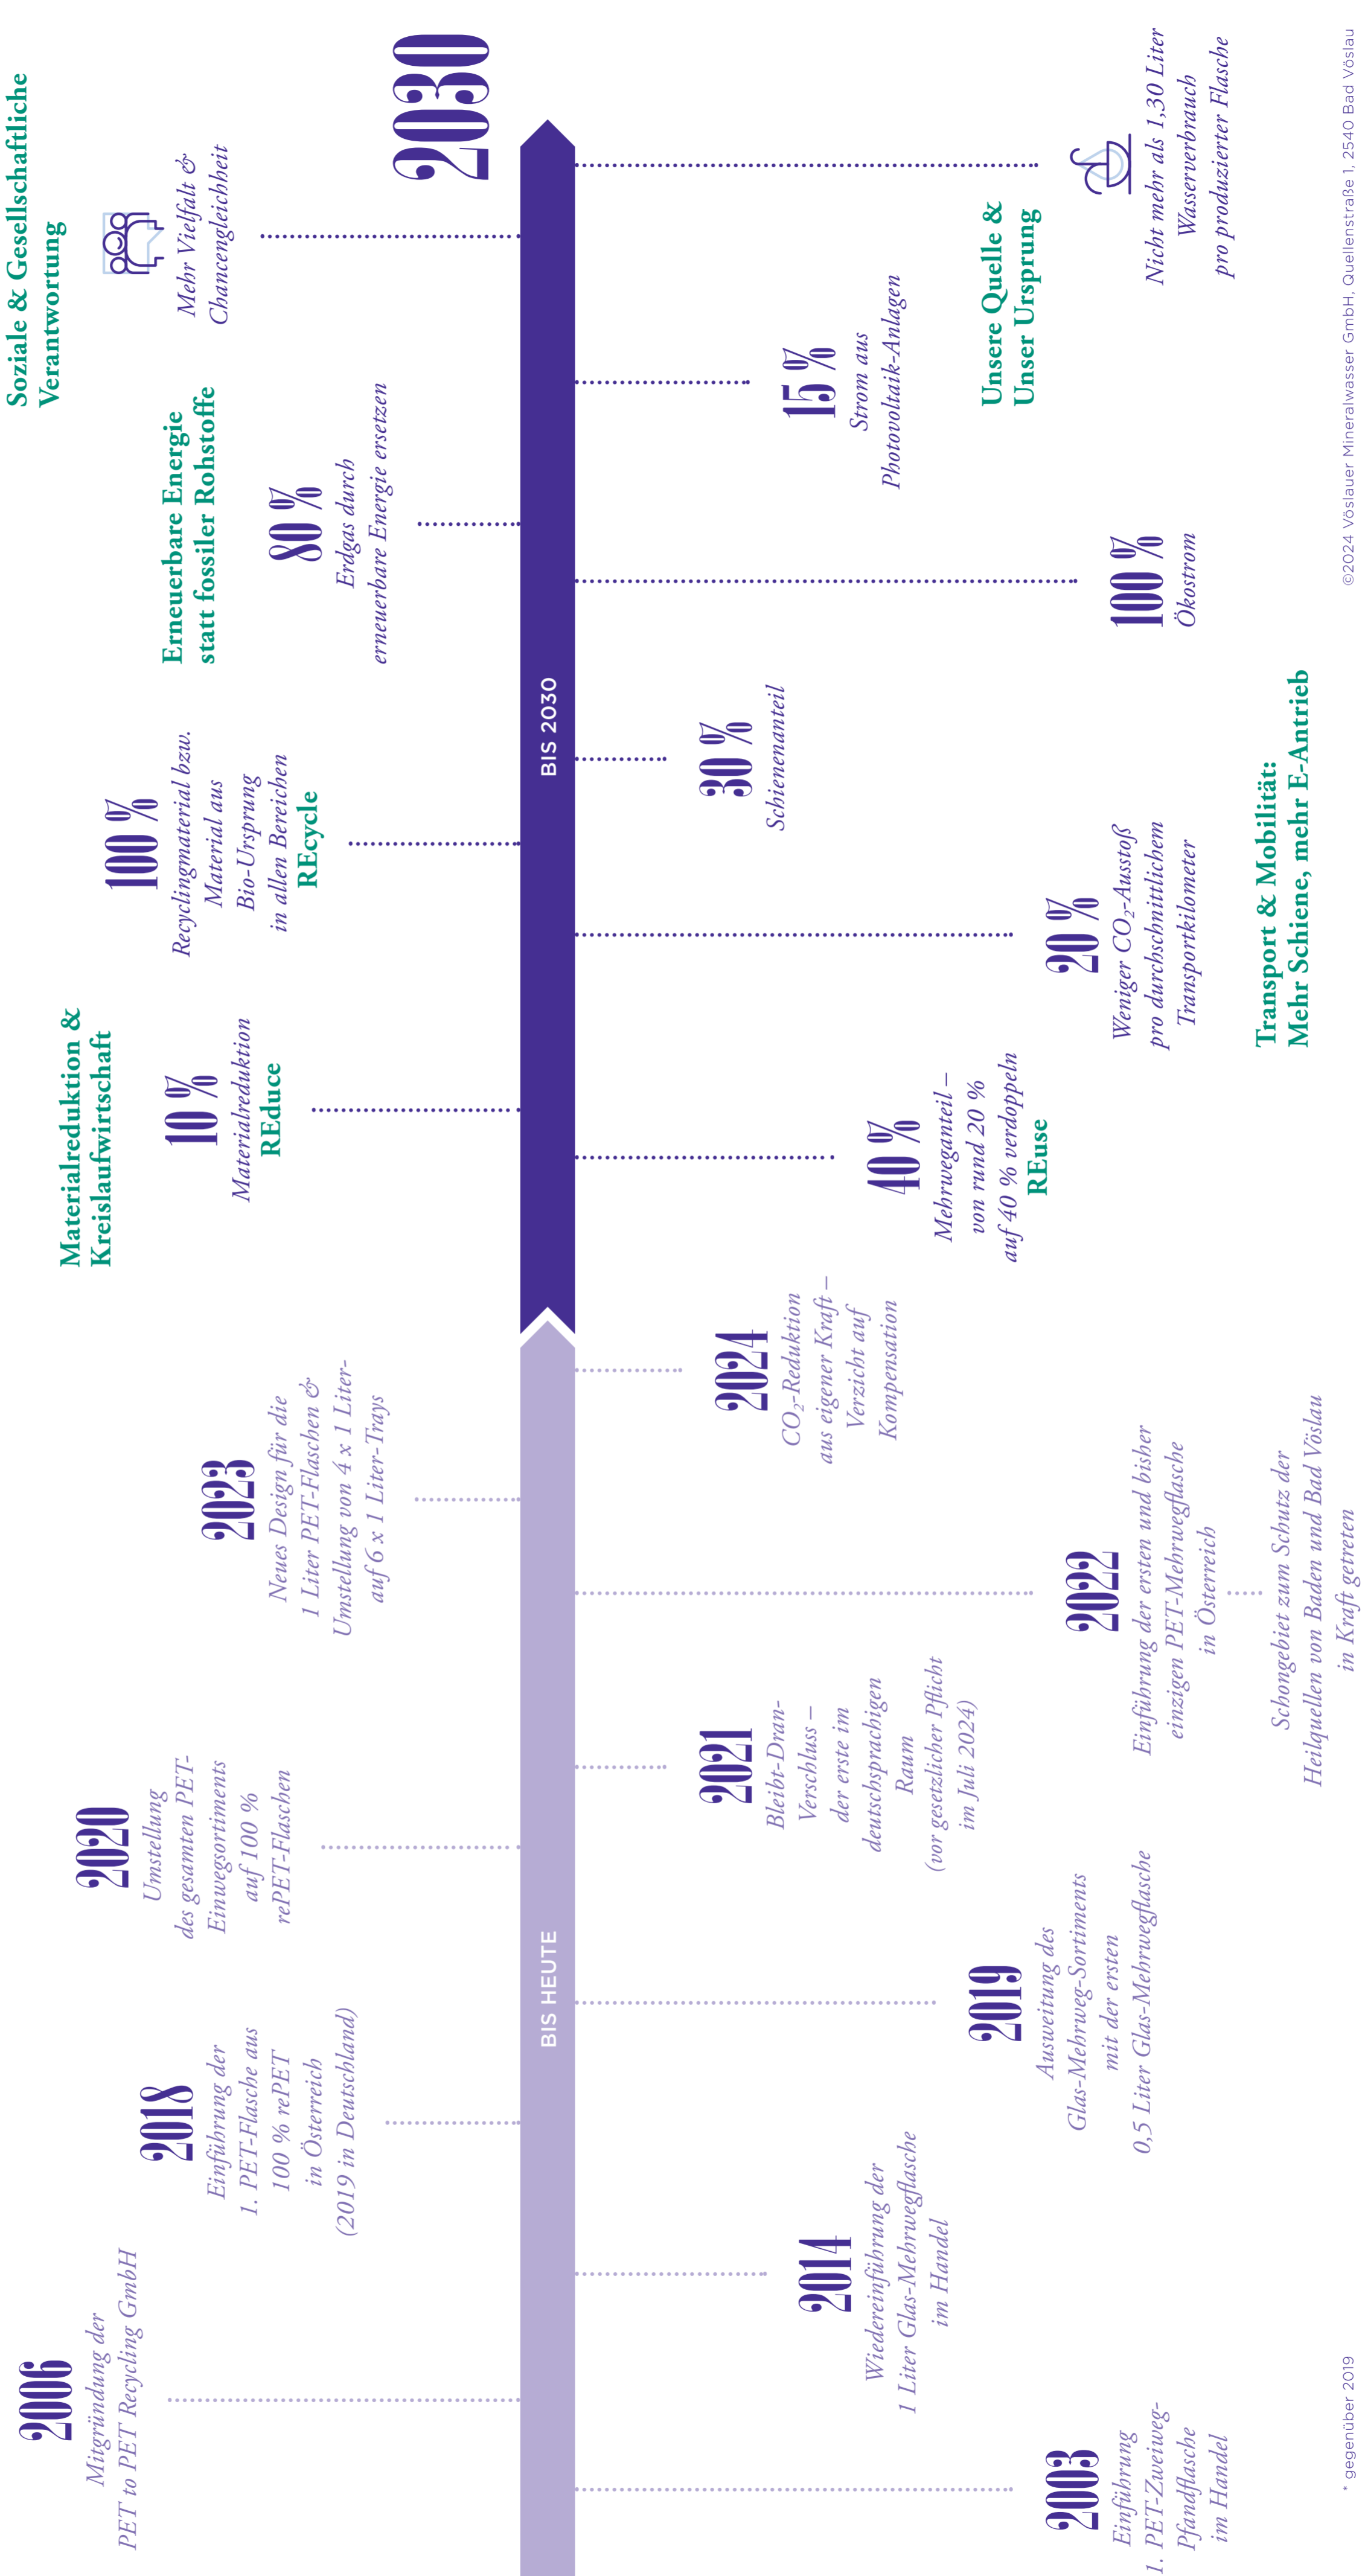 2003
Einführung
1. PET-Zweiweg-
Pfandflasche
im Handel
2006
Mitgründung der
PET to PET Recycling GmbH
2014
Wiedereinführung der
1 Liter Glas-Mehrwegflasche
im Handel
2018
Einführung der
1. PET-Flasche aus
100 % rePET
in Österreich
(2019 in Deutschland)
2019
Ausweitung des
Glas-Mehrweg-Sortiments
mit der ersten
0,5 Liter Glas-Mehrwegflasche
BIS HEUTE
2020
Umstellung
des gesamten PET-
Einwegsortiments
auf 100 %
rePET-Flaschen
2021
Bleibt-Dran-
Verschluss –
der erste im
deutschsprachigen
Raum
(vor gesetzlicher Pflicht
im Juli 2024)
2022
Einführung der ersten und bisher
einzigen PET-Mehrwegflasche
in Österreich
Schongebiet zum Schutz der
Heilquellen von Baden und Bad Vöslau
in Kraft getreten
2023
Neues Design für die
1 Liter PET-Flaschen &
Umstellung von 4 x 1 Liter-
auf 6 x 1 Liter-Trays
2024
CO₂-Reduktion
aus eigener Kraft –
Verzicht auf
Kompensation
Materialreduktion &
Kreislaufwirtschaft
10 %
Materialreduktion
REduce
40 %
Mehrweganteil –
von rund 20 %
auf 40 % verdoppeln
REuse
100 %
Recyclingmaterial bzw.
Material aus
Bio-Ursprung
in allen Bereichen
REcycle
20 %
Weniger CO₂-Ausstoß
pro durchschnittlichem
Transportkilometer
Transport & Mobilität:
Mehr Schiene, mehr E-Antrieb
30 %
Schienenanteil
BIS 2030
Erneuerbare Energie
statt fossiler Rohstoffe
80 %
Erdgas durch
erneuerbare Energie ersetzen
100 %
Ökostrom
15 %
Strom aus
Photovoltaik-Anlagen
Soziale & Gesellschaftliche
Verantwortung
Mehr Vielfalt &
Chancengleichheit
Unsere Quelle &
Unser Ursprung
Nicht mehr als 1,30 Liter
Wasserverbrauch
pro produzierter Flasche
2030
* gegenüber 2019
©2024 Vöslauer Mineralwasser GmbH, Quellenstraße 1, 2540 Bad Vöslau